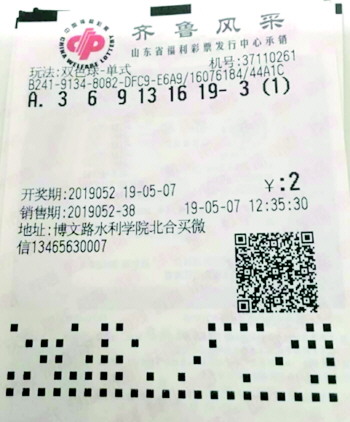 中国福利彩票
CHINA WELFARE LOTTERY
齐鲁风采
山东省福利彩票发行中心承销
玩法:双色球-单式 机号:37110261
B241-9134-8082-DFC9-E6A9/16076184/44A1C
A. 3 6 9 13 16 19- 3 (1)
开奖期:2019052 19-05-07 ¥:2
销售期:2019052-38 19-05-07 12:35:30
地址:博文路水利学院北合买微
信13465630007